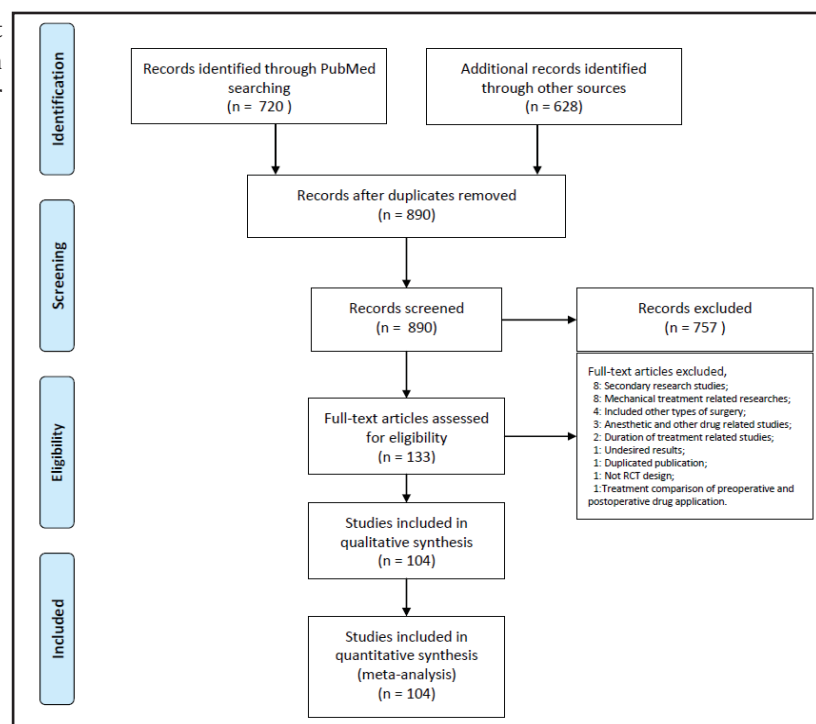 Identification
Records identified through PubMed
searching
(n = 720 )
Additional records identified
through other sources
(n = 628)
Records after duplicates removed
(n = 890)
Screening
Records screened
(n = 890)
Records excluded
(n = 757 )
Eligibility
Full-text articles assessed
for eligibility
(n = 133)
Full-text articles excluded,
8: Secondary research studies;
8: Mechanical treatment related researches;
4: Included other types of surgery;
3: Anesthetic and other drug related studies;
2: Duration of treatment related studies;
1: Undesired results;
1: Duplicated publication;
1: Not RCT design;
1:Treatment comparison of preoperative and
postoperative drug application.
Studies included in
qualitative synthesis
(n = 104)
Included
Studies included in
quantitative synthesis
(meta-analysis)
(n = 104)